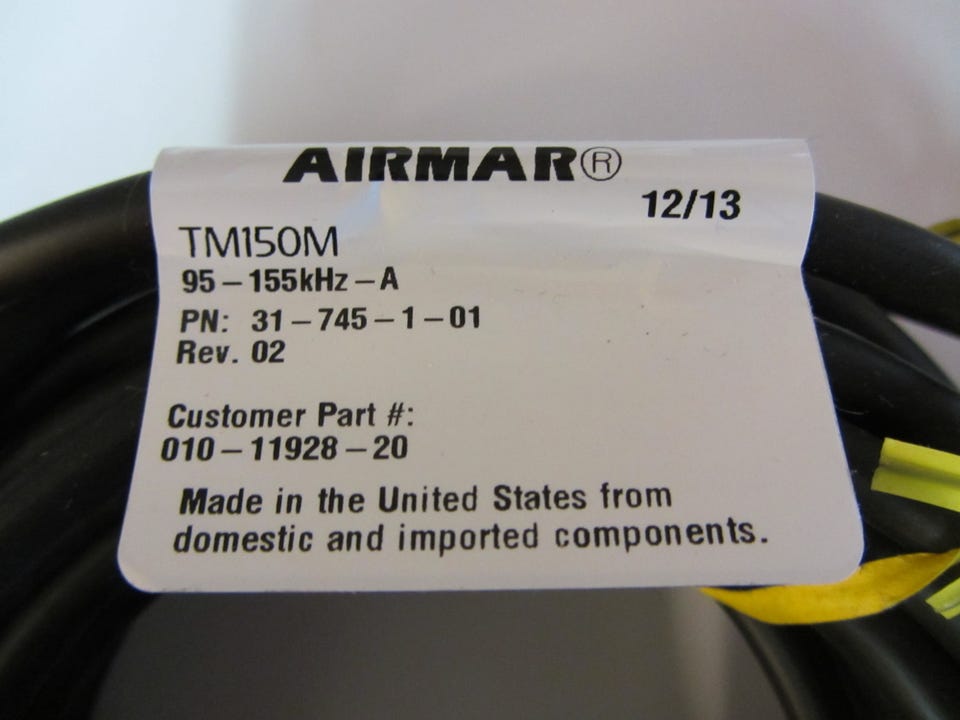 AIRMAR®
12/13
TM150M
95-155kHz-A
PN: 31-745-1-01
Rev. 02
Customer Part #:
010-11928-20
Made in the United States from
domestic and imported components.